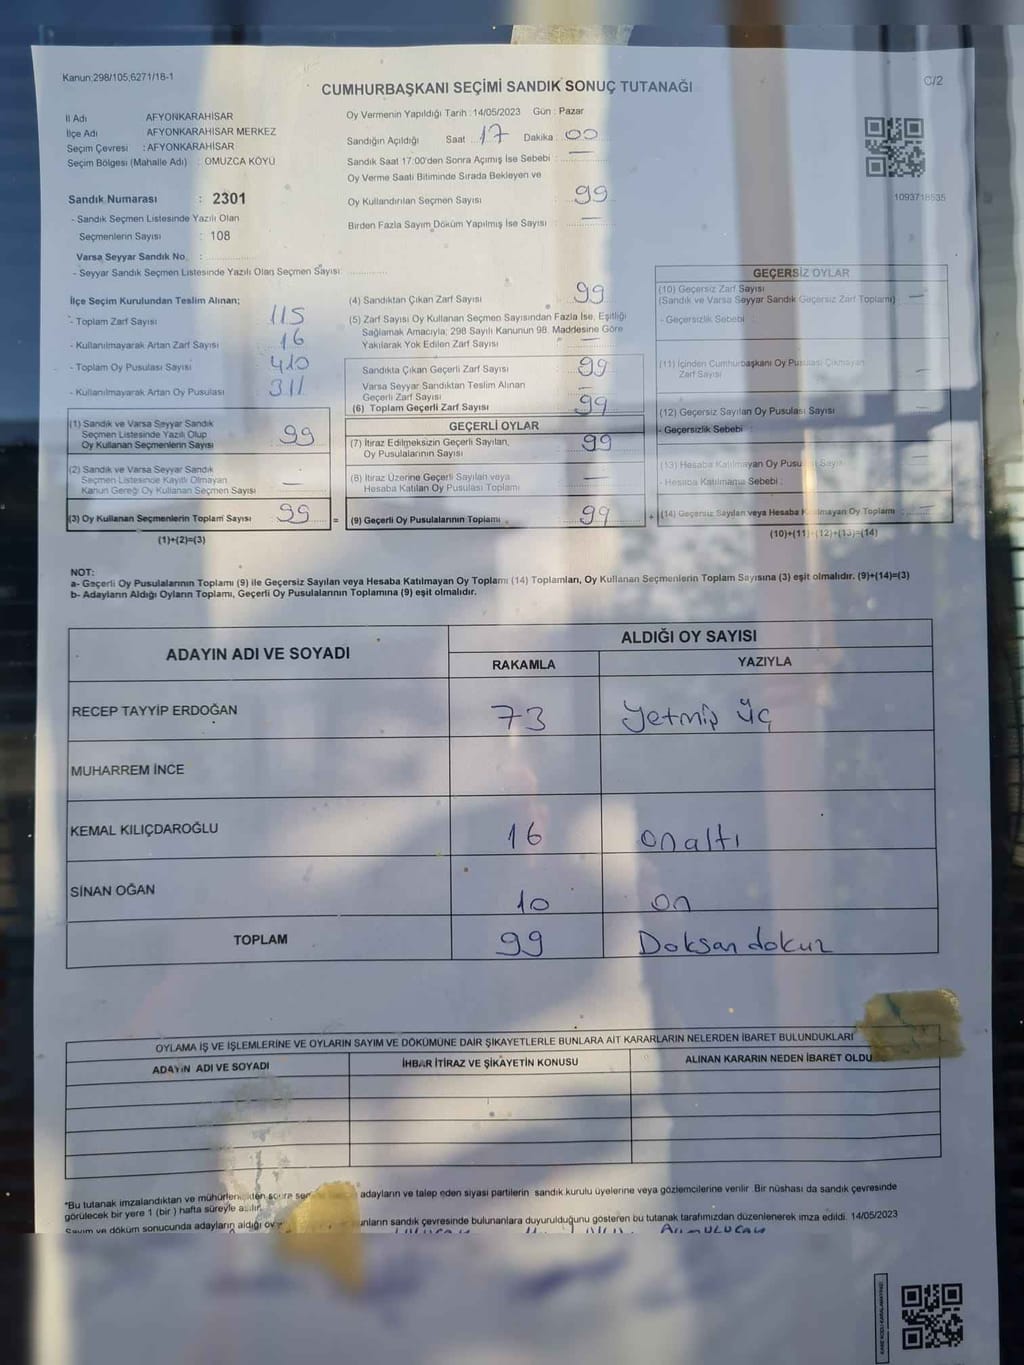 Kanun:298/105,6271/18-1
C/2
CUMHURBAŞKANI SEÇİMİ SANDIK SONUÇ TUTANAĞI
İl Adı AFYONKARAHİSAR
İlçe Adı AFYONKARAHİSAR MERKEZ
Seçim Çevresi : AFYONKARAHİSAR
Seçim Bölgesi (Mahalle Adı) : OMUZCA KÖYÜ
Sandık Numarası : 2301
- Sandık Seçmen Listesinde Yazılı Olan
Seçmenlerin Sayısı : 108
Varsa Seyyar Sandık No :
- Seyyar Sandık Seçmen Listesinde Yazılı Olan Seçmen Sayısı:
Oy Vermenin Yapıldığı Tarih : 14/05/2023 Gün : Pazar
Sandığın Açıldığı Saat : 17 Dakika : 00
Sandık Saat 17:00'den Sonra Açımış İse Sebebi : —
Oy Verme Saati Bitiminde Sırada Bekleyen ve
Oy Kullandırılan Seçmen Sayısı : 99
Birden Fazla Sayım Döküm Yapılmış İse Sayısı : —
1093718535
İlçe Seçim Kurulundan Teslim Alınan;
- Toplam Zarf Sayısı 115
- Kullanılmayarak Artan Zarf Sayısı 16
- Toplam Oy Pusulası Sayısı 410
- Kullanılmayarak Artan Oy Pusulası 311
(1) Sandık ve Varsa Seyyar Sandık
Seçmen Listesinde Yazılı Olup
Oy Kullanan Seçmenlerin Sayısı 99
(2) Sandık ve Varsa Seyyar Sandık
Seçmen Listesinde Kayıtlı Olmayan
Kanun Gereği Oy Kullanan Seçmen Sayısı —
(3) Oy Kullanan Seçmenlerin Toplam Sayısı 99
(1)+(2)=(3)
(4) Sandıktan Çıkan Zarf Sayısı 99
(5) Zarf Sayısı Oy Kullanan Seçmen Sayısından Fazla İse, Eşitliği
Sağlamak Amacıyla; 298 Sayılı Kanunun 98. Maddesine Göre
Yakılarak Yok Edilen Zarf Sayısı —
Sandıkta Çıkan Geçerli Zarf Sayısı 99
Varsa Seyyar Sandıktan Teslim Alınan
Geçerli Zarf Sayısı —
(6) Toplam Geçerli Zarf Sayısı 99
GEÇERLİ OYLAR
(7) İtiraz Edilmeksizin Geçerli Sayılan,
Oy Pusulalarının Sayısı 99
(8) İtiraz Üzerine Geçerli Sayılan veya
Hesaba Katılan Oy Pusulası Toplamı —
= (9) Geçerli Oy Pusulalarının Toplamı 99
GEÇERSİZ OYLAR
(10) Geçersiz Zarf Sayısı
(Sandık ve Varsa Seyyar Sandık Geçersiz Zarf Toplamı) —
- Geçersizlik Sebebi :
(11) İçinden Cumhurbaşkanı Oy Pusulası Çıkmayan
Zarf Sayısı —
(12) Geçersiz Sayılan Oy Pusulası Sayısı —
- Geçersizlik Sebebi :
(13) Hesaba Katılmayan Oy Pusulası Sayısı —
- Hesaba Katılmama Sebebi :
+ (14) Geçersiz Sayılan veya Hesaba Katılmayan Oy Toplamı —
(10)+(11)+(12)+(13)=(14)
NOT:
a- Geçerli Oy Pusulalarının Toplamı (9) ile Geçersiz Sayılan veya Hesaba Katılmayan Oy Toplamı (14) Toplamları, Oy Kullanan Seçmenlerin Toplam Sayısına (3) eşit olmalıdır. (9)+(14)=(3)
b- Adayların Aldığı Oyların Toplamı, Geçerli Oy Pusulalarının Toplamına (9) eşit olmalıdır.
ADAYIN ADI VE SOYADI
ALDIĞI OY SAYISI
RAKAMLA YAZIYLA
RECEP TAYYİP ERDOĞAN 73 Yetmiş üç
MUHARREM İNCE
KEMAL KILIÇDAROĞLU 16 on altı
SİNAN OĞAN 10 on
TOPLAM 99 Doksan dokuz
OYLAMA İŞ VE İŞLEMLERİNE VE OYLARIN SAYIM VE DÖKÜMÜNE DAİR ŞİKAYETLERLE BUNLARA AİT KARARLARIN NELERDEN İBARET BULUNDUKLARI
ADAYIN ADI VE SOYADI İHBAR İTİRAZ VE ŞİKAYETİN KONUSU ALINAN KARARIN NEDEN İBARET OLDU
*Bu tutanak imzalandıktan ve mühürlendikten sonra adayların ve talep eden siyasi partilerin sandık kurulu üyelerine veya gözlemcilerine verilir. Bir nüshası da sandık çevresinde
görülecek bir yere 1 (bir) hafta süreyle asılır.
Sayım ve döküm sonucunda adayların aldığı oy sandık çevresinde bulunanlara duyurulduğunu gösteren bu tutanak tarafımızdan düzenlenerek imza edildi. 14/05/2023